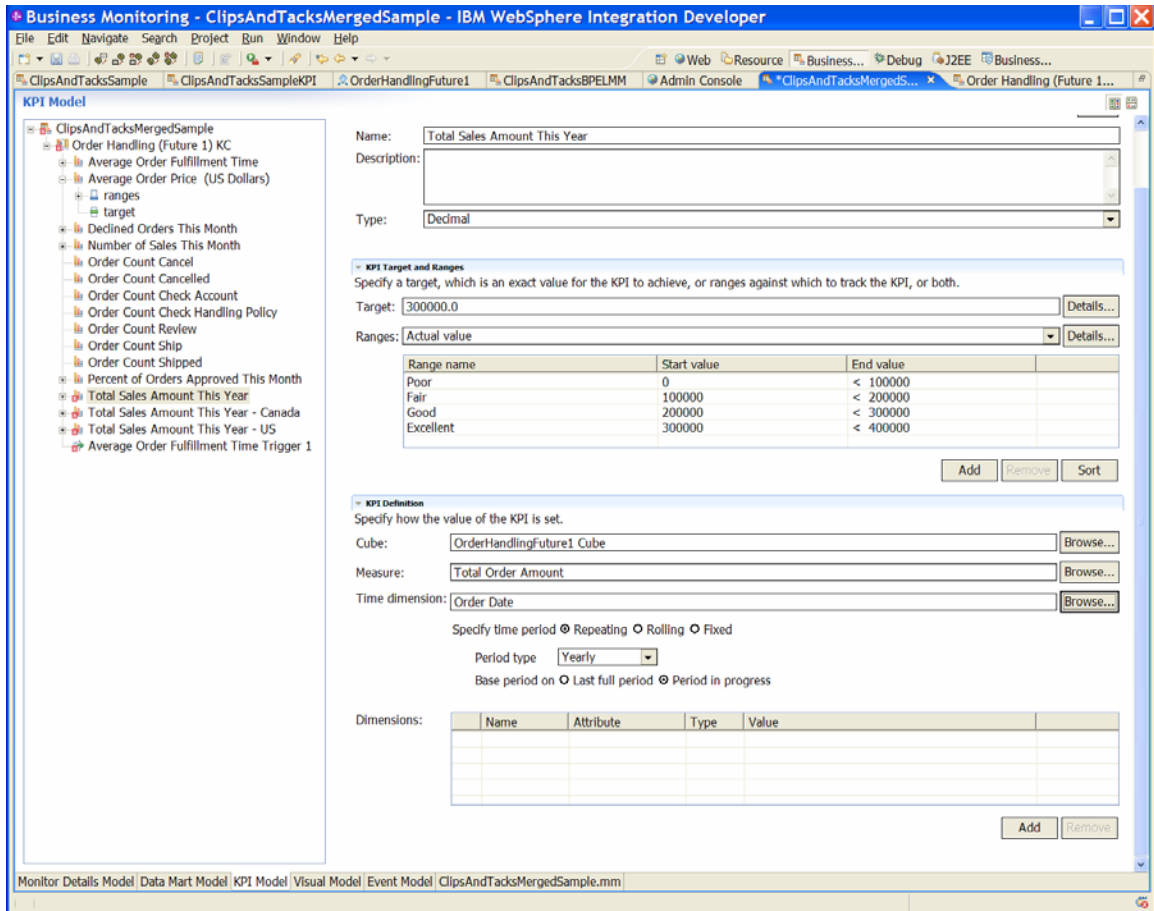 Business Monitoring - ClipsAndTacksMergedSample - IBM WebSphere Integration Developer
File Edit Navigate Search Project Run Window Help
Web Resource Business... Debug J2EE Business...
ClipsAndTacksSample ClipsAndTacksSampleKPI OrderHandlingFuture1 ClipsAndTacksBPELMM Admin Console *ClipsAndTacksMergedS... Order Handling (Future 1...
KPI Model
ClipsAndTacksMergedSample
Order Handling (Future 1) KC
Average Order Fulfillment Time
Average Order Price (US Dollars)
ranges
target
Declined Orders This Month
Number of Sales This Month
Order Count Cancel
Order Count Cancelled
Order Count Check Account
Order Count Check Handling Policy
Order Count Review
Order Count Ship
Order Count Shipped
Percent of Orders Approved This Month
Total Sales Amount This Year
Total Sales Amount This Year - Canada
Total Sales Amount This Year - US
Average Order Fulfillment Time Trigger 1
Name: Total Sales Amount This Year
Description:
Type: Decimal
KPI Target and Ranges
Specify a target, which is an exact value for the KPI to achieve, or ranges against which to track the KPI, or both.
Target: 300000.0 Details...
Ranges: Actual value Details...
Range name Start value End value
Poor 0 < 100000
Fair 100000 < 200000
Good 200000 < 300000
Excellent 300000 < 400000
Add Remove Sort
KPI Definition
Specify how the value of the KPI is set.
Cube: OrderHandlingFuture1 Cube Browse...
Measure: Total Order Amount Browse...
Time dimension: Order Date Browse...
Specify time period Repeating Rolling Fixed
Period type Yearly
Base period on Last full period Period in progress
Dimensions: Name Attribute Type Value
Add Remove
Monitor Details Model Data Mart Model KPI Model Visual Model Event Model ClipsAndTacksMergedSample.mm